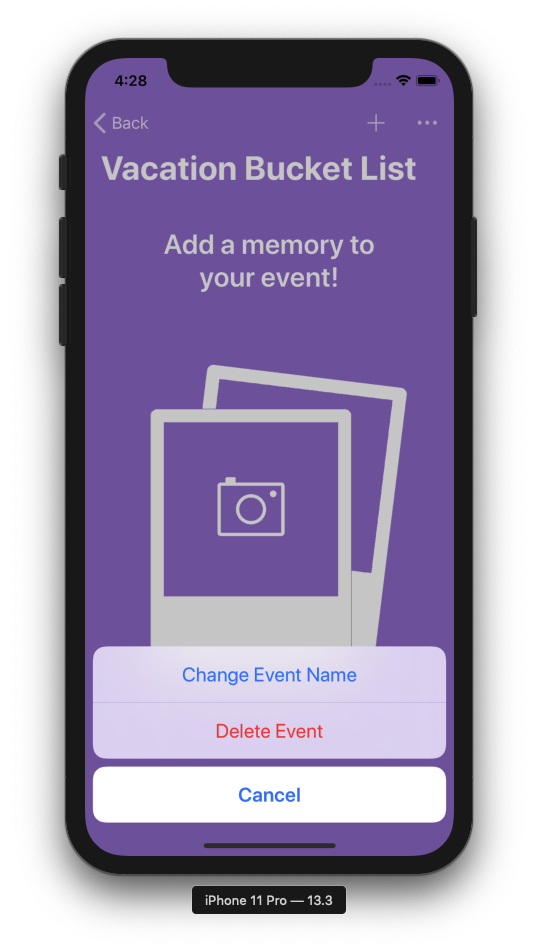 4:28
Back
Vacation Bucket List
Add a memory to
your event!
Change Event Name
Delete Event
Cancel
iPhone 11 Pro — 13.3